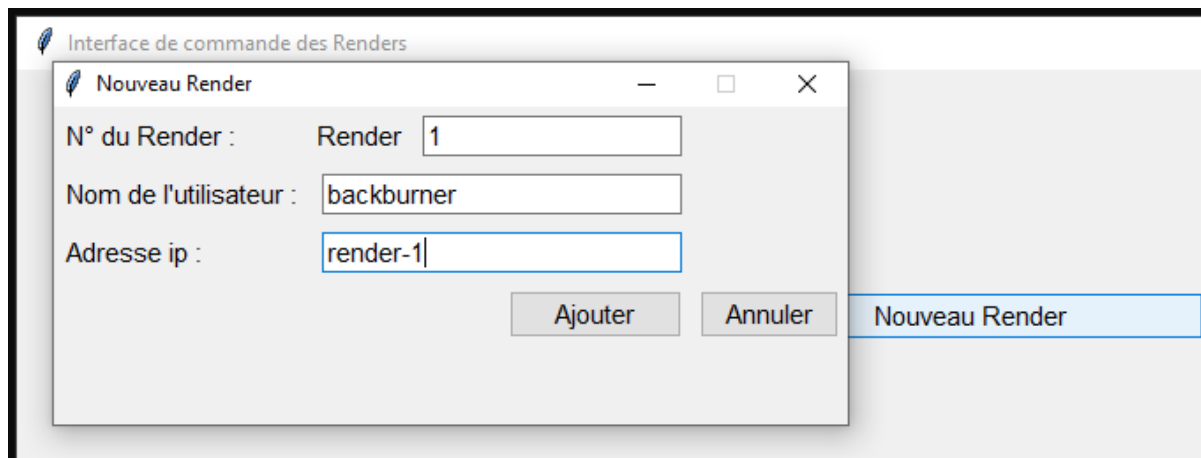 Interface de commande des Renders
Nouveau Render
N° du Render : Render 1
Nom de l'utilisateur : backburner
Adresse ip : render-1
Ajouter Annuler Nouveau Render